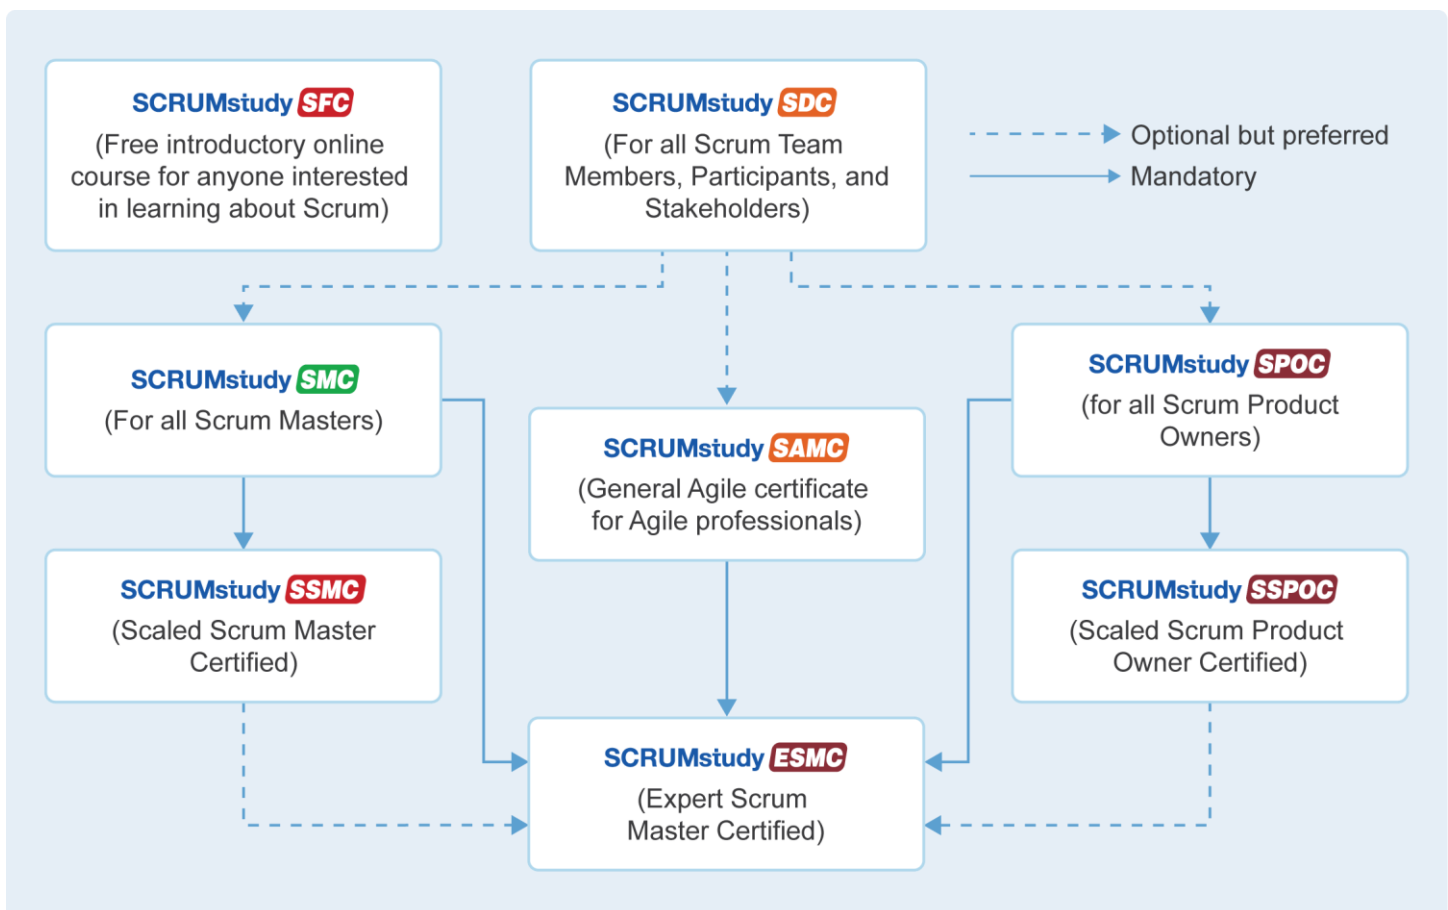 SCRUMstudy SFC
(Free introductory online
course for anyone interested
in learning about Scrum)
SCRUMstudy SDC
(For all Scrum Team
Members, Participants, and
Stakeholders)
Optional but preferred
Mandatory
SCRUMstudy SMC
(For all Scrum Masters)
SCRUMstudy SAMC
(General Agile certificate
for Agile professionals)
SCRUMstudy SPOC
(for all Scrum Product
Owners)
SCRUMstudy SSMC
(Scaled Scrum Master
Certified)
SCRUMstudy ESMC
(Expert Scrum
Master Certified)
SCRUMstudy SSPOC
(Scaled Scrum Product
Owner Certified)